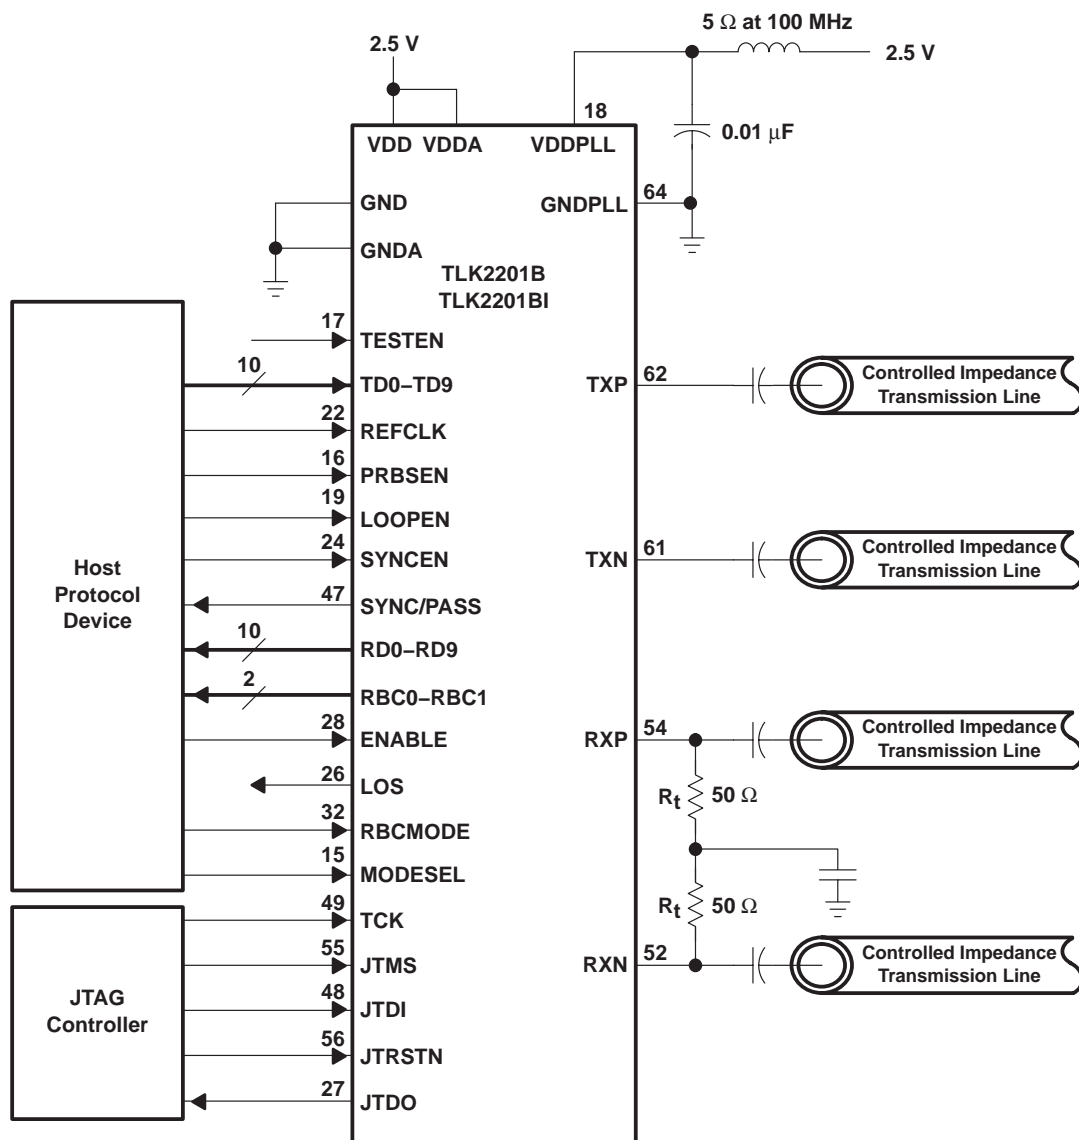 5 Ω at 100 MHz
2.5 V
2.5 V
18
0.01 μF
VDD VDDA VDDPLL
GND
64
GNDPLL
GNDA
TLK2201B
TLK2201BI
17
TESTEN
10
TD0–TD9
22
REFCLK
16
PRBSEN
19
LOOPEN
24
SYNCEN
47
SYNC/PASS
10
RD0–RD9
2
RBC0–RBC1
28
ENABLE
26
LOS
32
RBCMODE
15
MODESEL
Host
Protocol
Device
49
TCK
55
JTMS
48
JTDI
56
JTRSTN
27
JTDO
JTAG
Controller
TXP
62
Controlled Impedance
Transmission Line
TXN
61
Controlled Impedance
Transmission Line
RXP
54
Controlled Impedance
Transmission Line
Rt 50 Ω
Rt 50 Ω
RXN
52
Controlled Impedance
Transmission Line